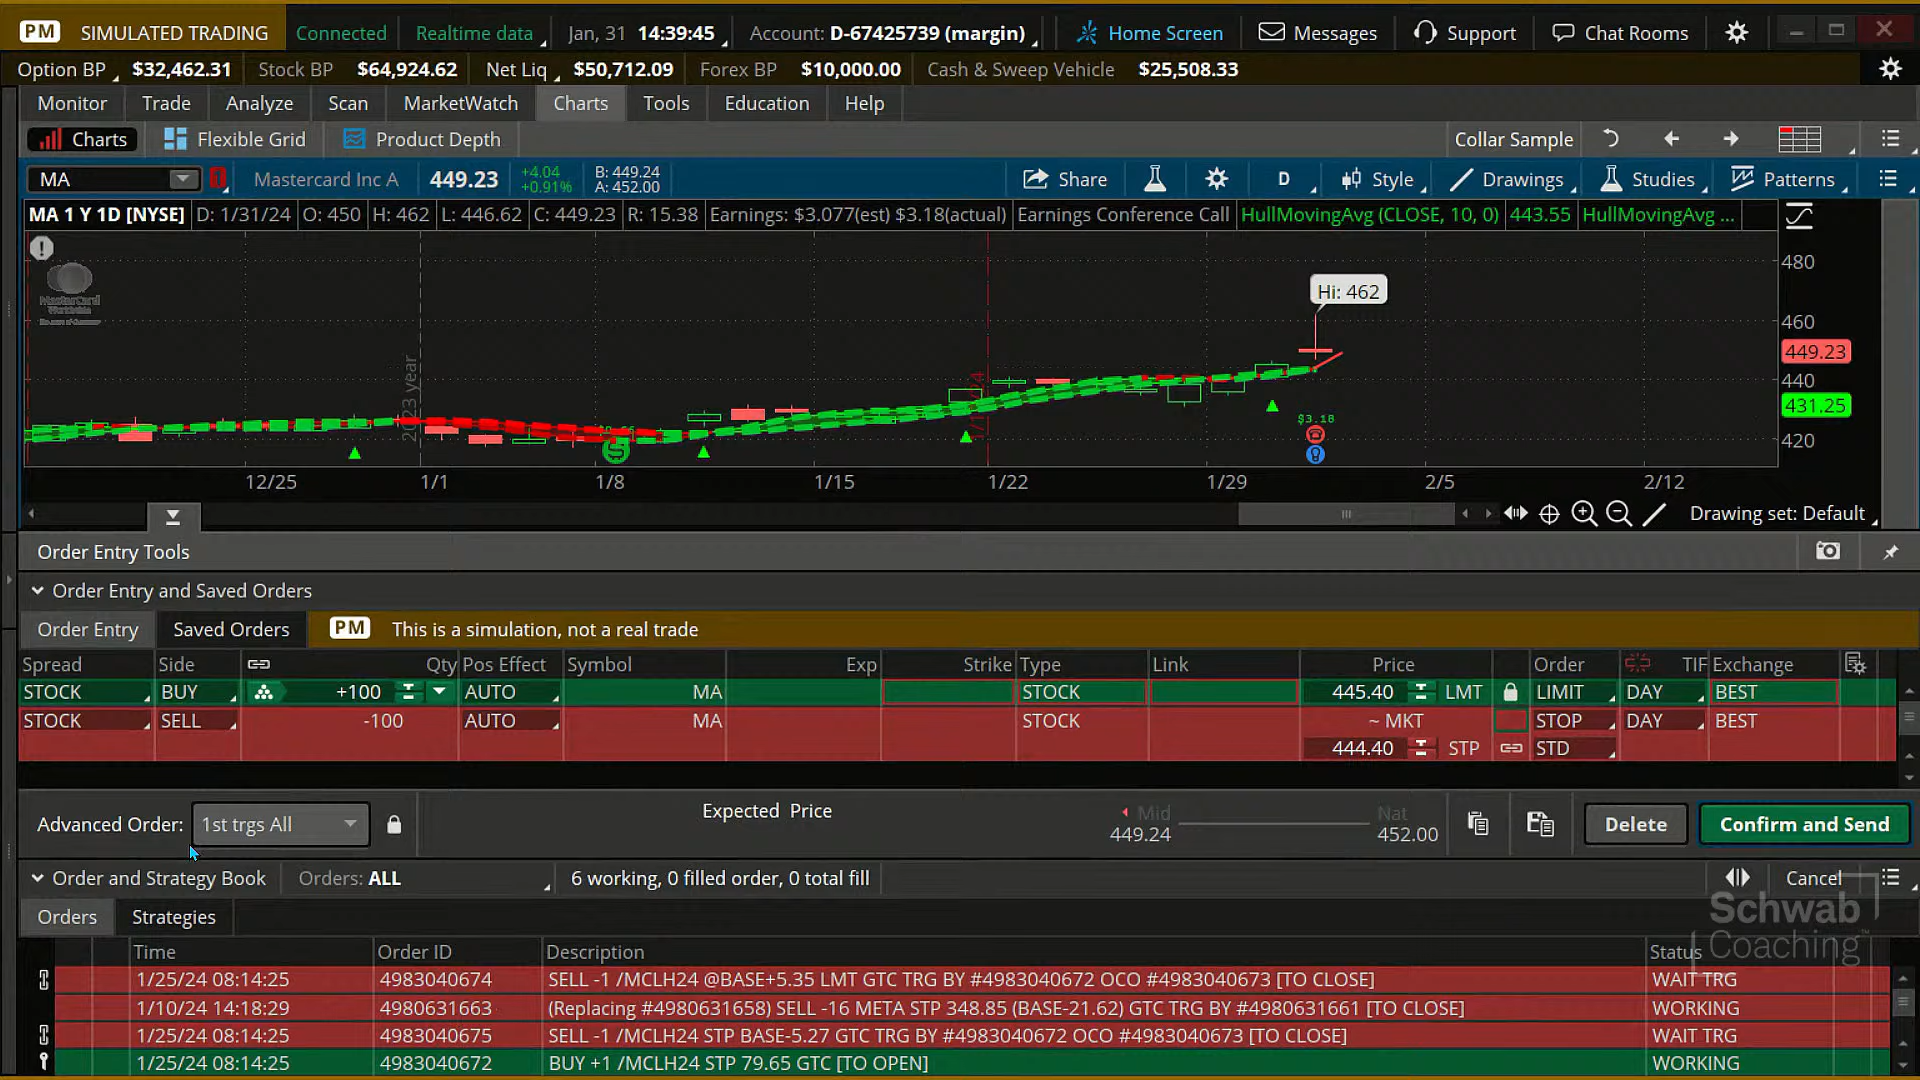 PM SIMULATED TRADING Connected Realtime data Jan, 31 14:39:45 Account: D-67425739 (margin) Home Screen Messages Support Chat Rooms
Option BP $32,462.31 Stock BP $64,924.62 Net Liq $50,712.09 Forex BP $10,000.00 Cash & Sweep Vehicle $25,508.33
Monitor Trade Analyze Scan MarketWatch Charts Tools Education Help
Charts Flexible Grid Product Depth Collar Sample
MA Mastercard Inc A 449.23 +4.04 +0.91% B: 449.24 A: 452.00 Share D Style Drawings Studies Patterns
MA 1 Y 1D [NYSE] D: 1/31/24 O: 450 H: 462 L: 446.62 C: 449.23 R: 15.38 Earnings: $3.077(est) $3.18(actual) Earnings Conference Call HullMovingAvg (CLOSE, 10, 0) 443.55 HullMovingAvg ...
MasterCard
Worldwide
480
Hi: 462
460
449.23
440
431.25
420
2023 year
$3.18
12/25 1/1 1/8 1/15 1/22 1/29 2/5 2/12
Drawing set: Default
Order Entry Tools
Order Entry and Saved Orders
Order Entry Saved Orders PM This is a simulation, not a real trade
Spread Side Qty Pos Effect Symbol Exp Strike Type Link Price Order TIF Exchange
STOCK BUY +100 AUTO MA STOCK 445.40 LMT LIMIT DAY BEST
STOCK SELL -100 AUTO MA STOCK ~ MKT STOP DAY BEST
444.40 STP STD
Advanced Order: 1st trgs All Expected Price Mid 449.24 Nat 452.00 Delete Confirm and Send
Order and Strategy Book Orders: ALL 6 working, 0 filled order, 0 total fill Cancel
Schwab
Coaching
Orders Strategies
Time Order ID Description Status
1/25/24 08:14:25 4983040674 SELL -1 /MCLH24 @BASE+5.35 LMT GTC TRG BY #4983040672 OCO #4983040673 [TO CLOSE] WAIT TRG
1/10/24 14:18:29 4980631663 (Replacing #4980631658) SELL -16 META STP 348.85 (BASE-21.62) GTC TRG BY #4980631661 [TO CLOSE] WORKING
1/25/24 08:14:25 4983040675 SELL -1 /MCLH24 STP BASE-5.27 GTC TRG BY #4983040672 OCO #4983040673 [TO CLOSE] WAIT TRG
1/25/24 08:14:25 4983040672 BUY +1 /MCLH24 STP 79.65 GTC [TO OPEN] WORKING